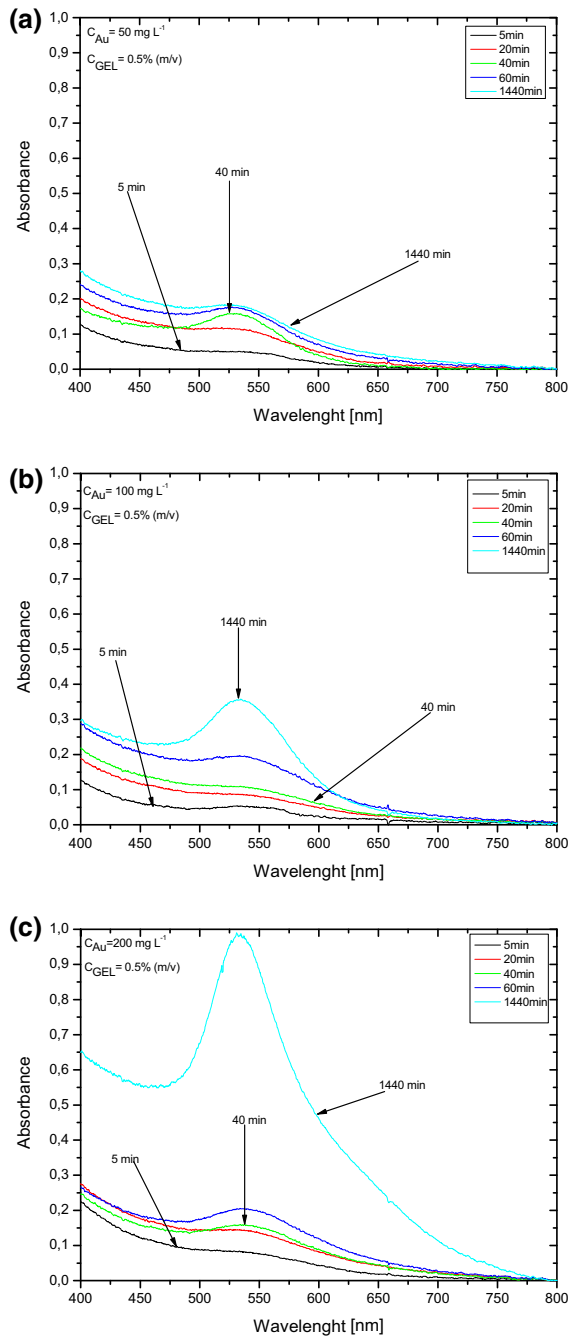 (a)
C_Au = 50 mg L⁻¹
C_GEL = 0.5% (m/v)
5min
20min
40min
60min
1440min
1,0
0,9
0,8
0,7
0,6
0,5
0,4
0,3
0,2
0,1
0,0
Absorbance
5 min
40 min
1440 min
400 450 500 550 600 650 700 750 800
Wavelenght [nm]
(b)
C_Au= 100 mg L⁻¹
C_GEL= 0.5% (m/v)
5min
20min
40min
60min
1440min
1,0
0,9
0,8
0,7
0,6
0,5
0,4
0,3
0,2
0,1
0,0
Absorbance
5 min
1440 min
40 min
400 450 500 550 600 650 700 750 800
Wavelenght [nm]
(c)
C_Au=200 mg L⁻¹
C_GEL= 0.5% (m/v)
5min
20min
40min
60min
1440min
1,0
0,9
0,8
0,7
0,6
0,5
0,4
0,3
0,2
0,1
0,0
Absorbance
5 min
40 min
1440 min
400 450 500 550 600 650 700 750 800
Wavelenght [nm]